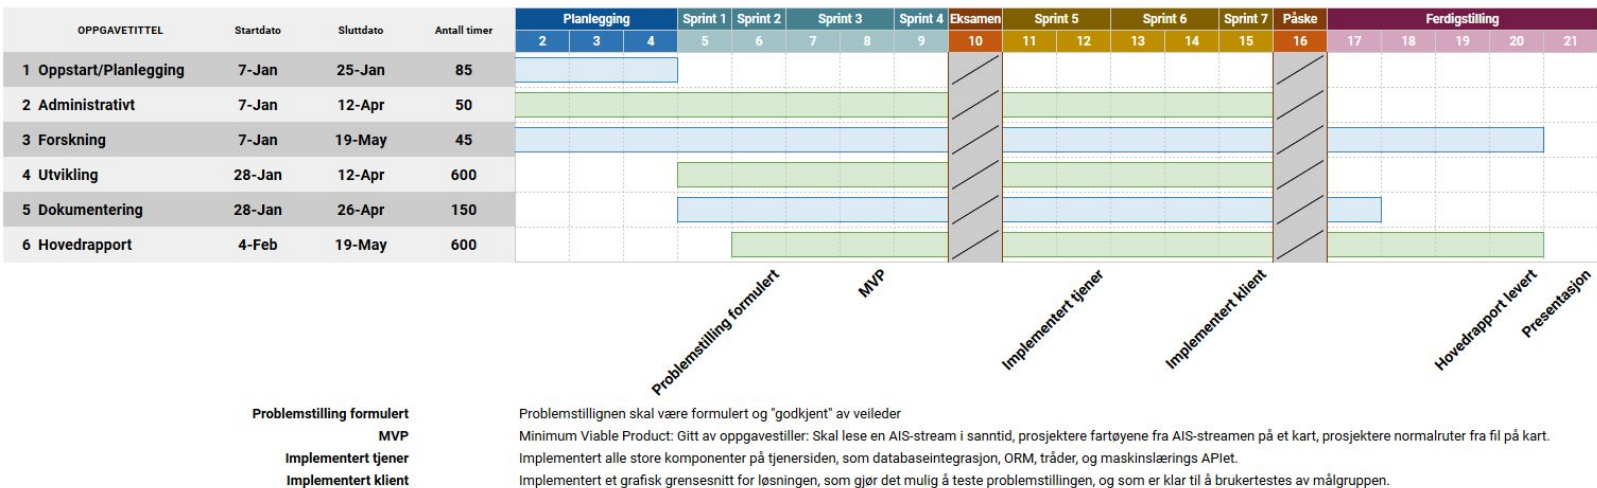 Planlegging Sprint 1 Sprint 2 Sprint 3 Sprint 4 Eksamen Sprint 5 Sprint 6 Sprint 7 Påske Ferdigstilling
OPPGAVETITTEL Startdato Sluttdato Antall timer
2 3 4 5 6 7 8 9 10 11 12 13 14 15 16 17 18 19 20 21
1 Oppstart/Planlegging 7-Jan 25-Jan 85
2 Administrativt 7-Jan 12-Apr 50
3 Forskning 7-Jan 19-May 45
4 Utvikling 28-Jan 12-Apr 600
5 Dokumentering 28-Jan 26-Apr 150
6 Hovedrapport 4-Feb 19-May 600
Problemstilling formulert
MVP
Implementert tjener
Implementert klient
Hovedrapport levert
Presentasjon
Problemstilling formulert Problemstillignen skal være formulert og "godkjent" av veileder
MVP Minimum Viable Product: Gitt av oppgavestiller: Skal lese en AIS-stream i sanntid, prosjektere fartøyene fra AIS-streamen på et kart, prosjektere normalruter fra fil på kart.
Implementert tjener Implementert alle store komponenter på tjenersiden, som databaseintegrasjon, ORM, tråder, og maskinslærings APIet.
Implementert klient Implementert et grafisk grensesnitt for løsningen, som gjør det mulig å teste problemstillingen, og som er klar til å brukertestes av målgruppen.